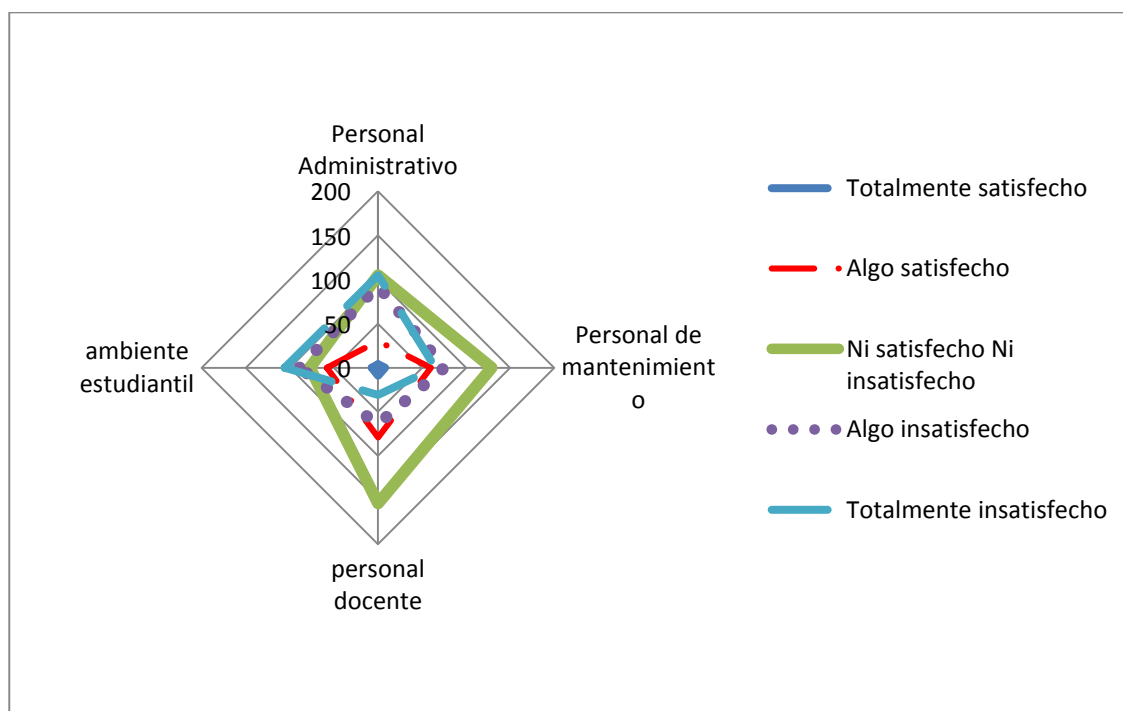 Personal
Administrativo
200
150
100
50
0
Personal de
mantenimient
o
personal
docente
ambiente
estudiantil
Totalmente satisfecho
Algo satisfecho
Ni satisfecho Ni
insatisfecho
Algo insatisfecho
Totalmente insatisfecho